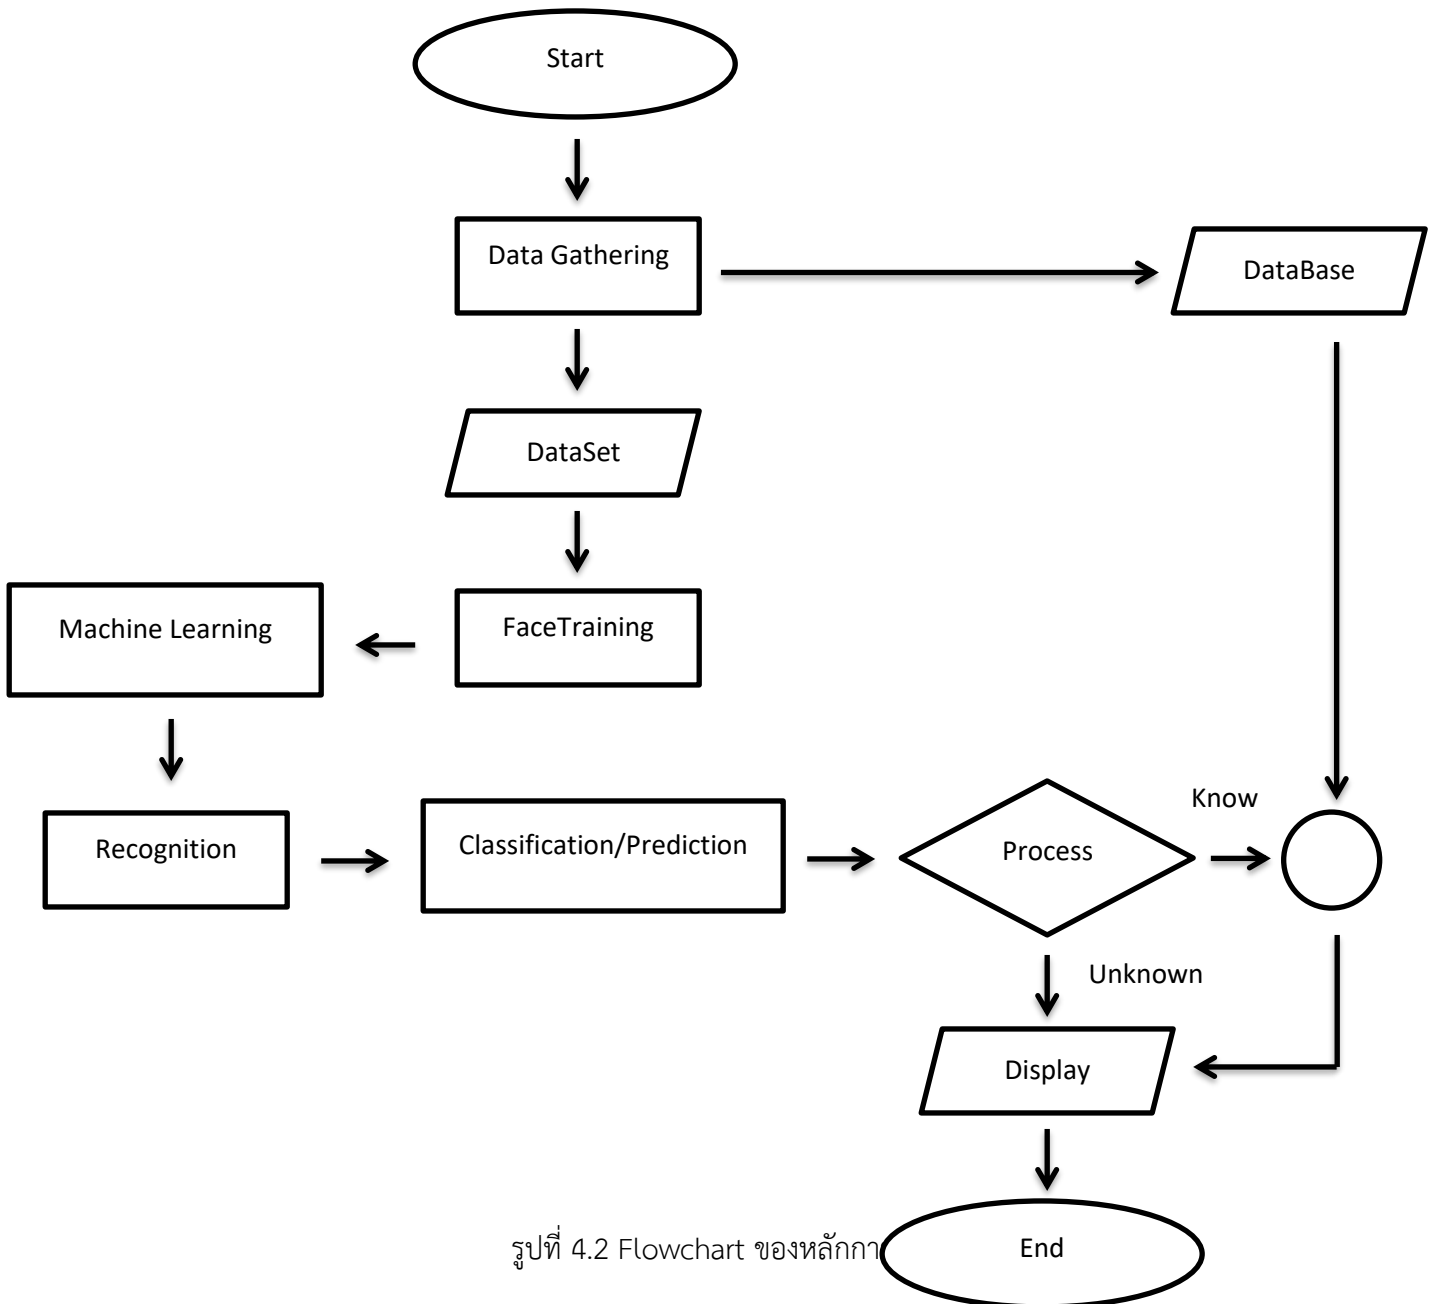 Start
Data Gathering
DataBase
DataSet
Machine Learning
FaceTraining
Know
Recognition
Classification/Prediction
Process
Unknown
Display
รูปที่ 4.2 Flowchart ของหลักกา
End